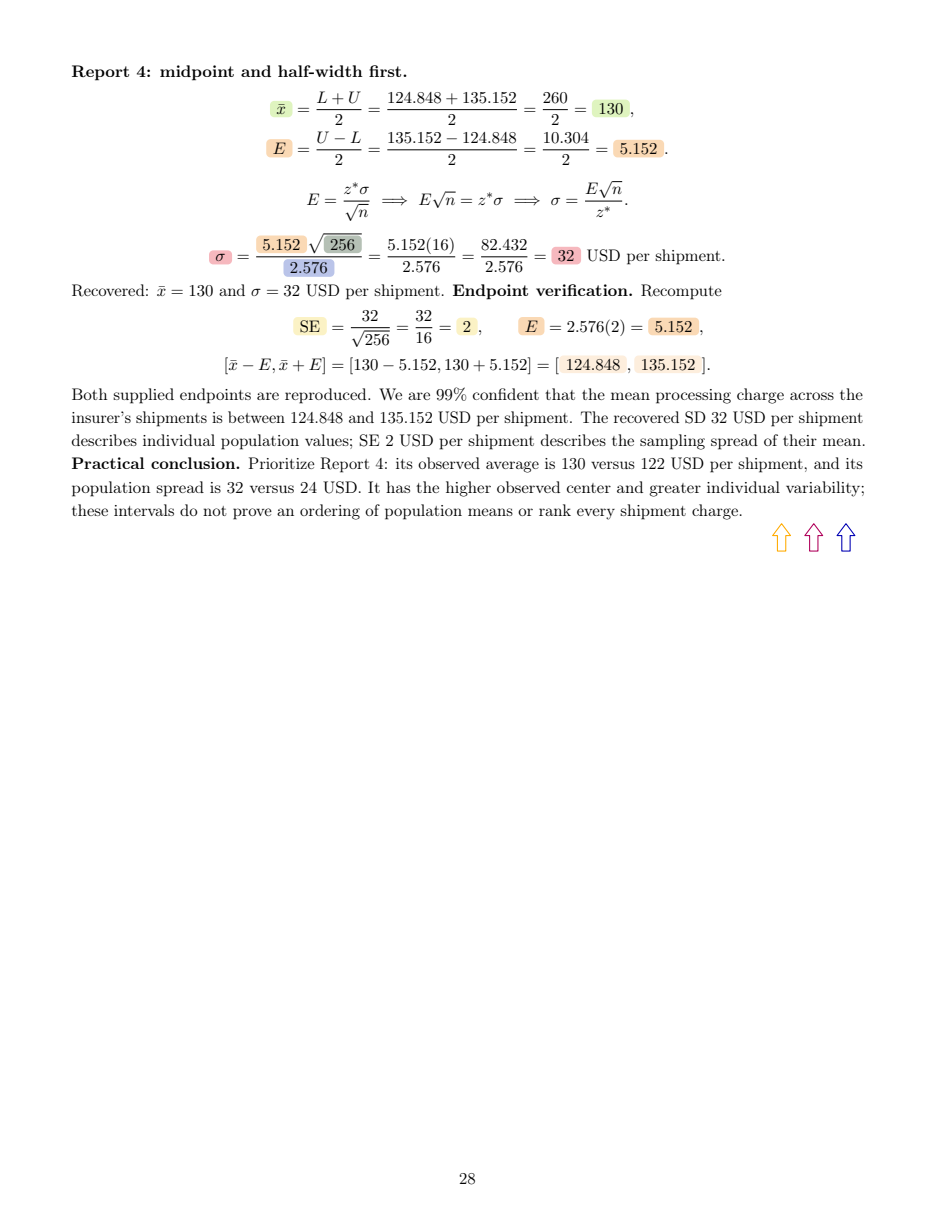 Report 4: midpoint and half-width first.
x̄ = (L + U)/2 = (124.848 + 135.152)/2 = 260/2 = 130,
E = (U − L)/2 = (135.152 − 124.848)/2 = 10.304/2 = 5.152.
E = z*σ/√n ⟹ E√n = z*σ ⟹ σ = E√n/z*.
σ = 5.152√256/2.576 = 5.152(16)/2.576 = 82.432/2.576 = 32 USD per shipment.
Recovered: x̄ = 130 and σ = 32 USD per shipment. Endpoint verification. Recompute
SE = 32/√256 = 32/16 = 2, E = 2.576(2) = 5.152,
[x̄ − E, x̄ + E] = [130 − 5.152, 130 + 5.152] = [124.848, 135.152].
Both supplied endpoints are reproduced. We are 99% confident that the mean processing charge across the
insurer's shipments is between 124.848 and 135.152 USD per shipment. The recovered SD 32 USD per shipment
describes individual population values; SE 2 USD per shipment describes the sampling spread of their mean.
Practical conclusion. Prioritize Report 4: its observed average is 130 versus 122 USD per shipment, and its
population spread is 32 versus 24 USD. It has the higher observed center and greater individual variability;
these intervals do not prove an ordering of population means or rank every shipment charge.
28